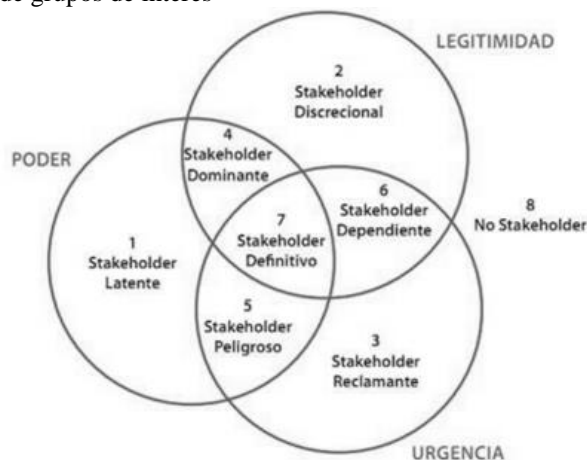 de grupos de interés
LEGITIMIDAD
2
Stakeholder
Discrecional
4
Stakeholder
Dominante
PODER
6
Stakeholder
Dependiente
8
No Stakeholder
7
Stakeholder
Definitivo
1
Stakeholder
Latente
5
Stakeholder
Peligroso
3
Stakeholder
Reclamante
URGENCIA